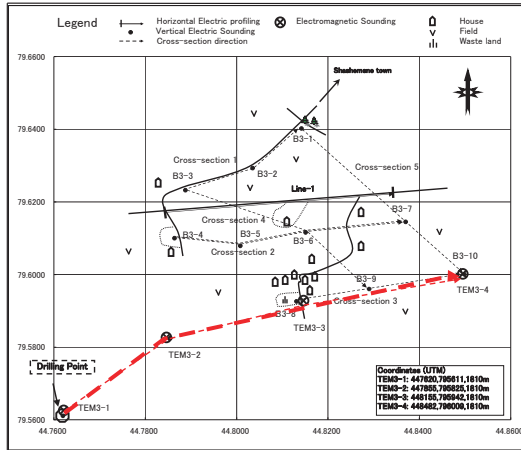 Legend
Horizontal Electric profiling
Vertical Electric Sounding
Cross-section direction
Electromagnetic Sounding
House
Field
Waste land
79.6600
79.6400
79.6200
79.6000
79.5800
79.5600
44.7600
44.7800
44.8000
44.8200
44.8400
44.8600
Shashemane town
B3-1
Cross-section 1
B3-2
B3-3
Cross-section 5
Line-1
Cross-section 4
B3-4
B3-5
B3-6
B3-7
Cross-section 2
B3-10
B3-9
B3-8
Cross-section 3
TEM3-4
TEM3-3
TEM3-2
Drilling Point
TEM3-1
Coordinates (UTM)
TEM3-1: 447620,795611,1810m
TEM3-2: 447855,795825,1810m
TEM3-3: 448155,795942,1810m
TEM3-4: 448482,796009,1810m